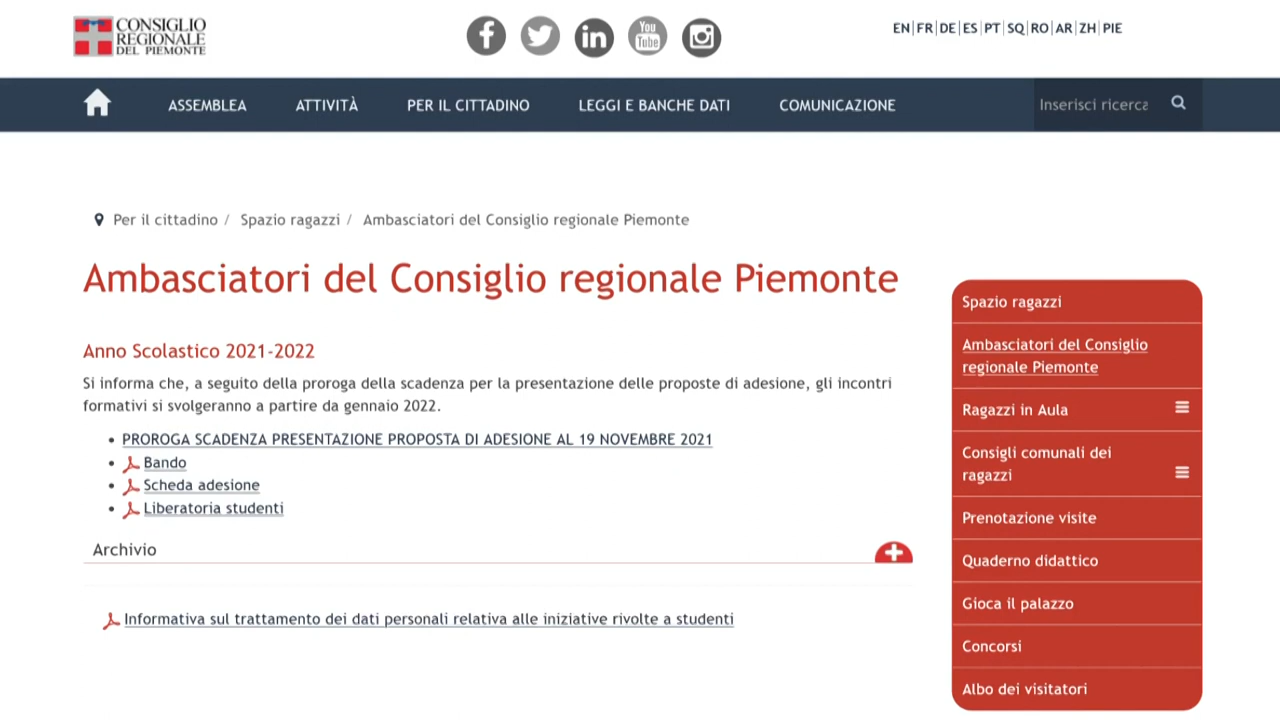 CONSIGLIO
REGIONALE
DEL PIEMONTE
You
Tube
EN|FR|DE|ES|PT|SQ|RO|AR|ZH|PIE
ASSEMBLEA
ATTIVITÀ
PER IL CITTADINO
LEGGI E BANCHE DATI
COMUNICAZIONE
Inserisci ricerca
Per il cittadino / Spazio ragazzi / Ambasciatori del Consiglio regionale Piemonte
Ambasciatori del Consiglio regionale Piemonte
Anno Scolastico 2021-2022
Si informa che, a seguito della proroga della scadenza per la presentazione delle proposte di adesione, gli incontri
formativi si svolgeranno a partire da gennaio 2022.
• PROROGA SCADENZA PRESENTAZIONE PROPOSTA DI ADESIONE AL 19 NOVEMBRE 2021
• Bando
• Scheda adesione
• Liberatoria studenti
Archivio
Informativa sul trattamento dei dati personali relativa alle iniziative rivolte a studenti
Spazio ragazzi
Ambasciatori del Consiglio
regionale Piemonte
Ragazzi in Aula
Consigli comunali dei
ragazzi
Prenotazione visite
Quaderno didattico
Gioca il palazzo
Concorsi
Albo dei visitatori